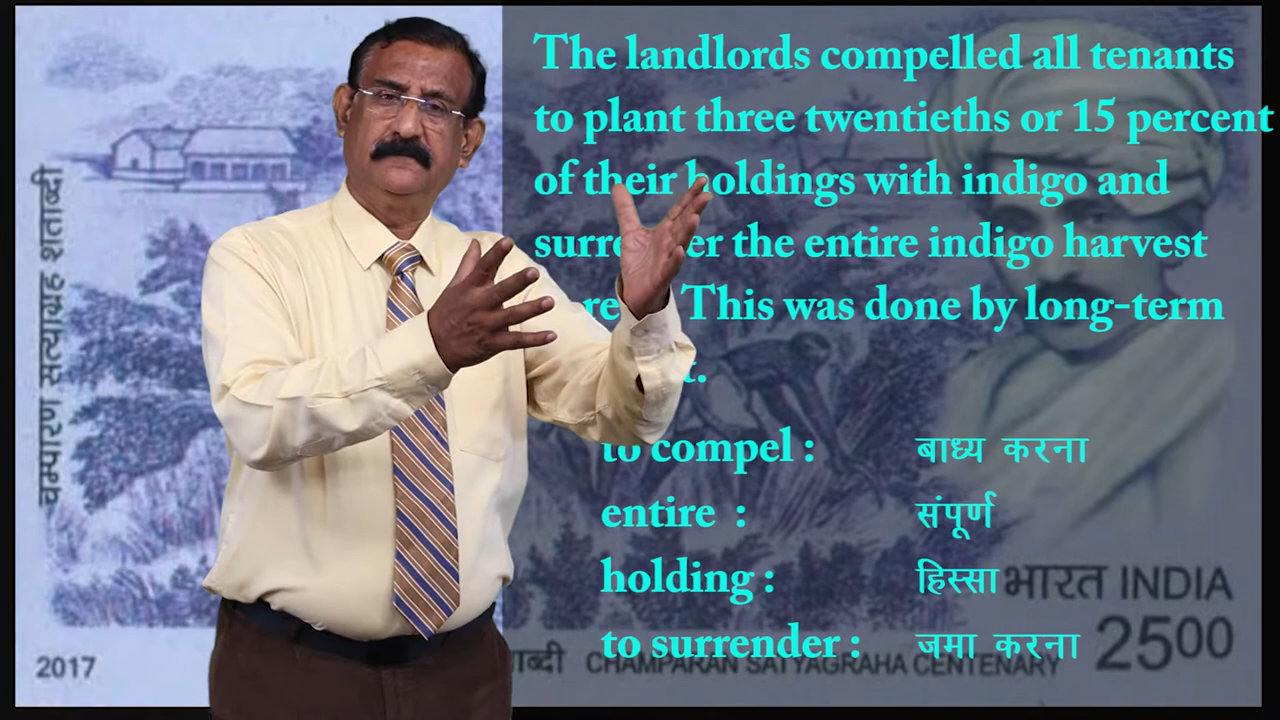 The landlords compelled all tenants
to plant three twentieths or 15 percent
of their holdings with indigo and
the entire indigo harvest
This was done by long-term
to compel : बाध्य करना
entire : संपूर्ण
holding : हिस्सा
to surrender : जमा करना
चम्पारण सत्याग्रह शताब्दी
भारत INDIA
2500
2017
CHAMPARAN SATYAGRAHA CENTENARY